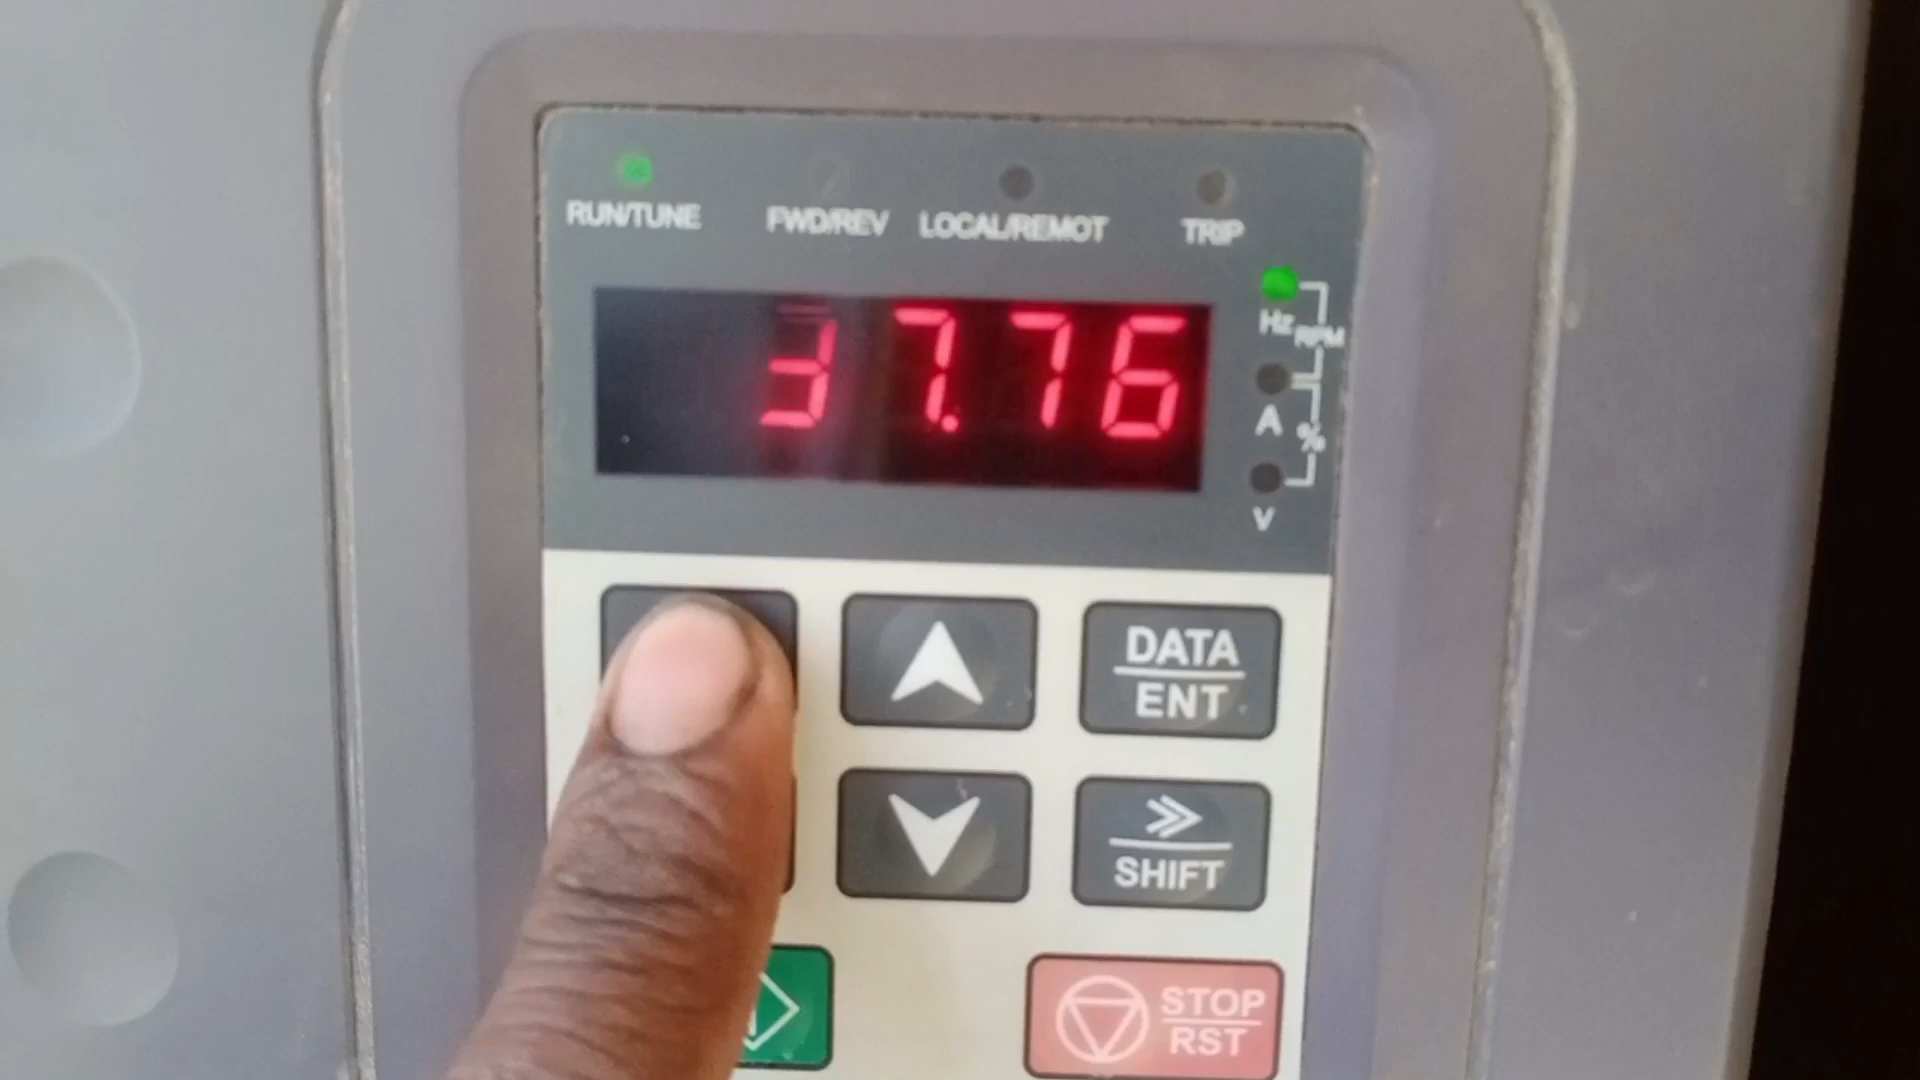 RUN/TUNE FWD/REV LOCAL/REMOT TRIP
37.76
Hz
RPM
A
%
V
DATA
ENT
SHIFT
STOP
RST